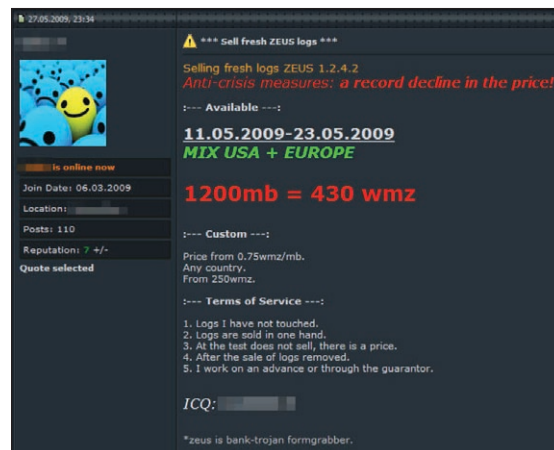 27.05.2009, 23:34
*** Sell fresh ZEUS logs ***
is online now
Join Date: 06.03.2009
Location:
Posts: 110
Reputation: 7 +/-
Quote selected
Selling fresh logs ZEUS 1.2.4.2
Anti-crisis measures: a record decline in the price!
:--- Available ---:
11.05.2009-23.05.2009
MIX USA + EUROPE
1200mb = 430 wmz
:--- Custom ---:
Price from 0.75wmz/mb.
Any country.
From 250wmz.
:--- Terms of Service ---:
1. Logs I have not touched.
2. Logs are sold in one hand.
3. At the test does not sell, there is a price.
4. After the sale of logs removed.
5. I work on an advance or through the guarantor.
ICQ:
*zeus is bank-trojan formgrabber.